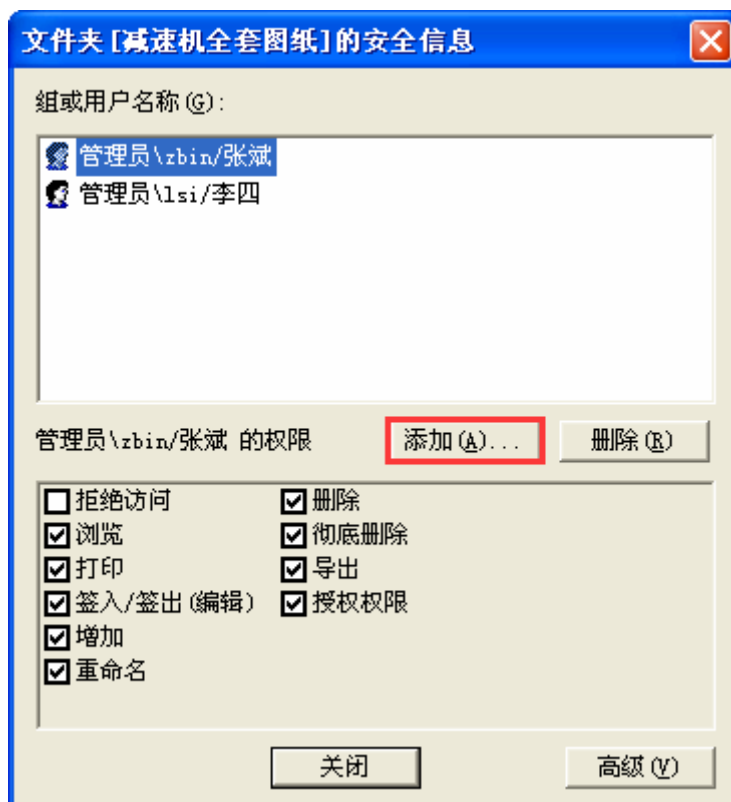 文件夹[减速机全套图纸]的安全信息
组或用户名称(G):
管理员\zbin/张斌
管理员\lsi/李四
管理员\zbin/张斌 的权限
添加(A)...
删除(R)
拒绝访问
删除
浏览
彻底删除
打印
导出
签入/签出(编辑)
授权权限
增加
重命名
关闭
高级(V)